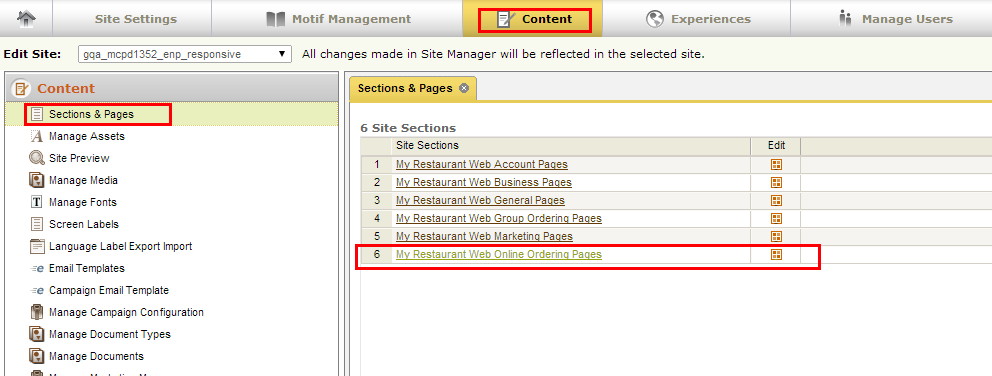 Site Settings Motif Management Content Experiences Manage Users
Edit Site: gqa_mcpd1352_enp_responsive All changes made in Site Manager will be reflected in the selected site.
Content
Sections & Pages
Manage Assets
Site Preview
Manage Media
Manage Fonts
Screen Labels
Language Label Export Import
Email Templates
Campaign Email Template
Manage Campaign Configuration
Manage Document Types
Manage Documents
Sections & Pages
6 Site Sections
Site Sections Edit
1 My Restaurant Web Account Pages
2 My Restaurant Web Business Pages
3 My Restaurant Web General Pages
4 My Restaurant Web Group Ordering Pages
5 My Restaurant Web Marketing Pages
6 My Restaurant Web Online Ordering Pages